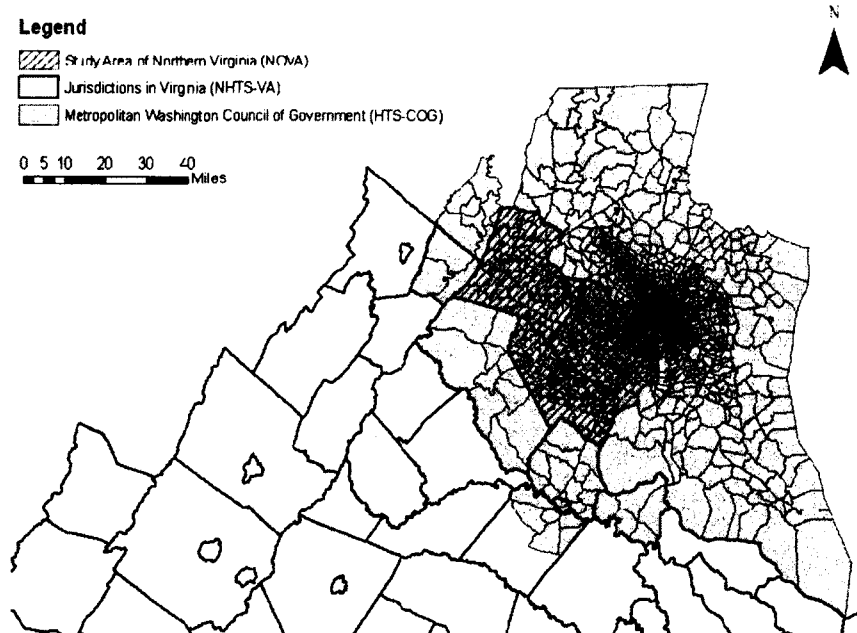 N
Legend
Study Area of Northern Virginia (NOVA)
Jurisdictions in Virgnia (NHTS-VA)
Metropolitan Washington Council of Government (HTS-COG)
0 5 10 20 30 40
Miles